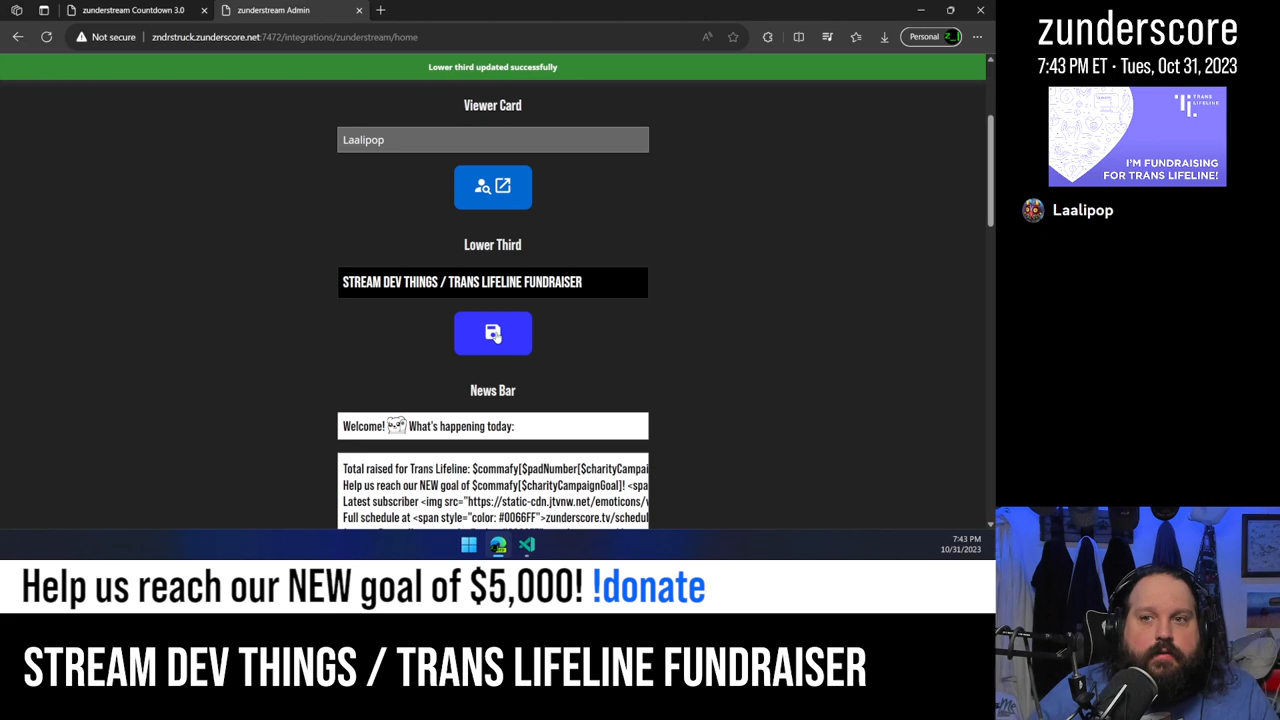 zunderstream Countdown 3.0
zunderstream Admin
Not secure
zndrstruck.zunderscore.net:7472/integrations/zunderstream/home
Personal
Lower third updated successfully
Viewer Card
Laalipop
Lower Third
STREAM DEV THINGS / TRANS LIFELINE FUNDRAISER
News Bar
Welcome! What's happening today:
Total raised for Trans Lifeline: $commafy[$padNumber[$charityCampai
Help us reach our NEW goal of $commafy[$charityCampaignGoal]! <spa
Latest subscriber <img src="https://static-cdn.jtvnw.net/emoticons/v
Full schedule at <span style="color: #0066FF">zunderscore.tv/schedul
7:43 PM
10/31/2023
Help us reach our NEW goal of $5,000! !donate
STREAM DEV THINGS / TRANS LIFELINE FUNDRAISER
zunderscore
7:43 PM ET · Tues, Oct 31, 2023
TRANS
LIFELINE
I'M FUNDRAISING
FOR TRANS LIFELINE!
Laalipop